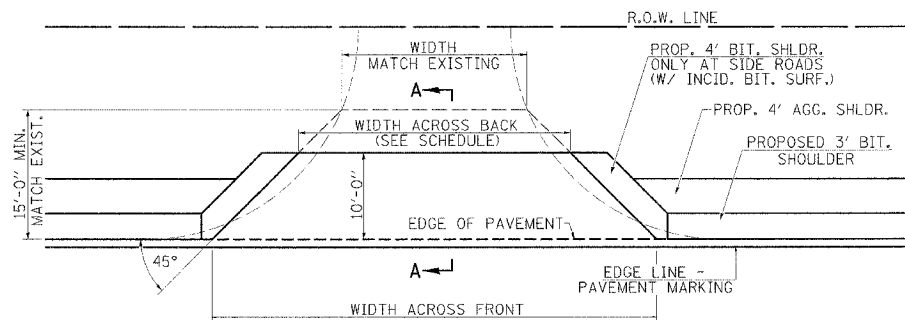 R.O.W. LINE
WIDTH
MATCH EXISTING
PROP. 4' BIT. SHLDR.
ONLY AT SIDE ROADS
(W/ INCID. BIT. SURF.)
A
PROP. 4' AGG. SHLDR.
WIDTH ACROSS BACK
(SEE SCHEDULE)
PROPOSED 3' BIT.
SHOULDER
15'-0" MIN.
MATCH EXIST.
10'-0"
EDGE OF PAVEMENT
45°
A
EDGE LINE -
PAVEMENT MARKING
WIDTH ACROSS FRONT